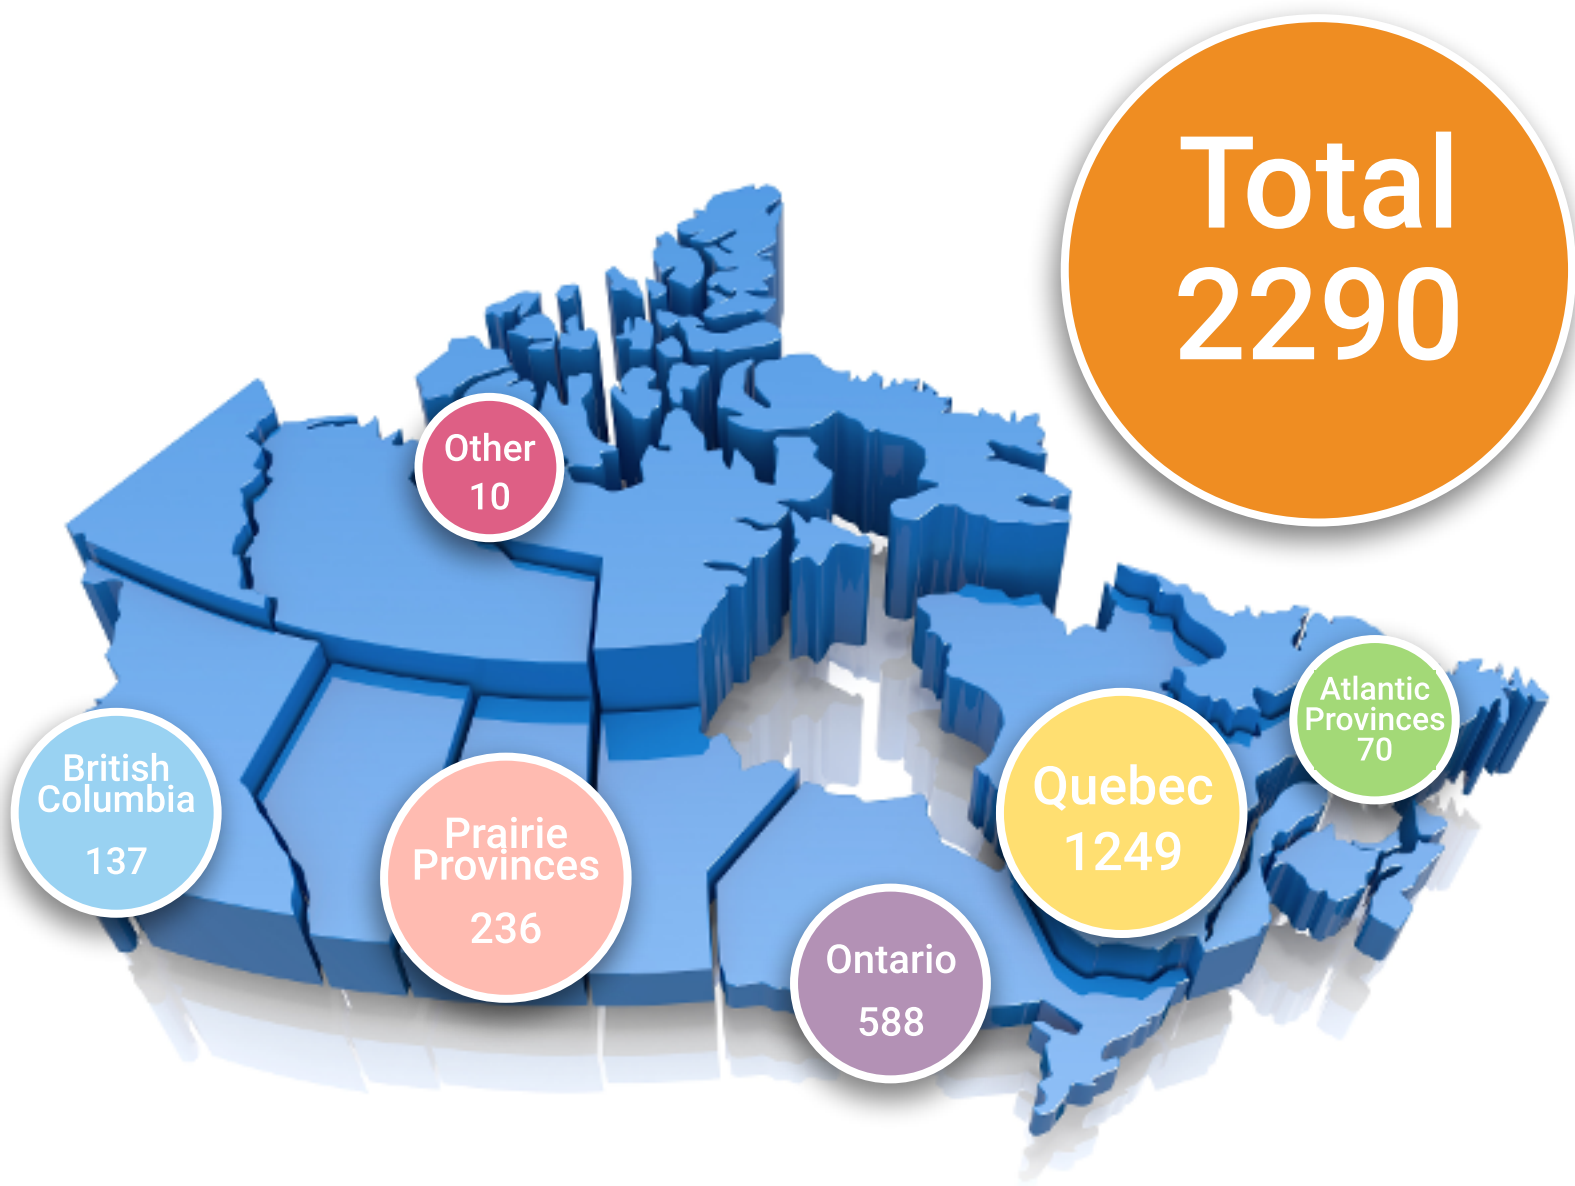 Total
2290
Other
10
Atlantic
Provinces
70
British
Columbia
137
Prairie
Provinces
236
Quebec
1249
Ontario
588